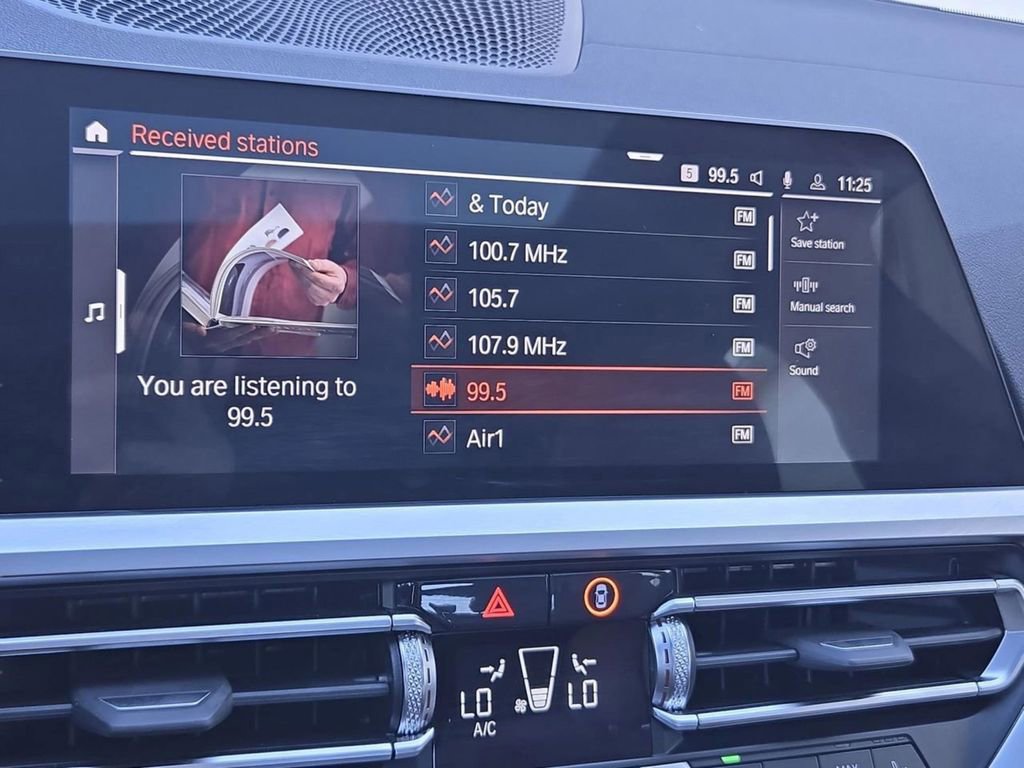 Received stations
5 99.5 11:25
& Today FM
100.7 MHz FM
105.7 FM
107.9 MHz FM
99.5 FM
Air1 FM
You are listening to
99.5
Save station
Manual search
Sound
LO LO
A/C
MAX